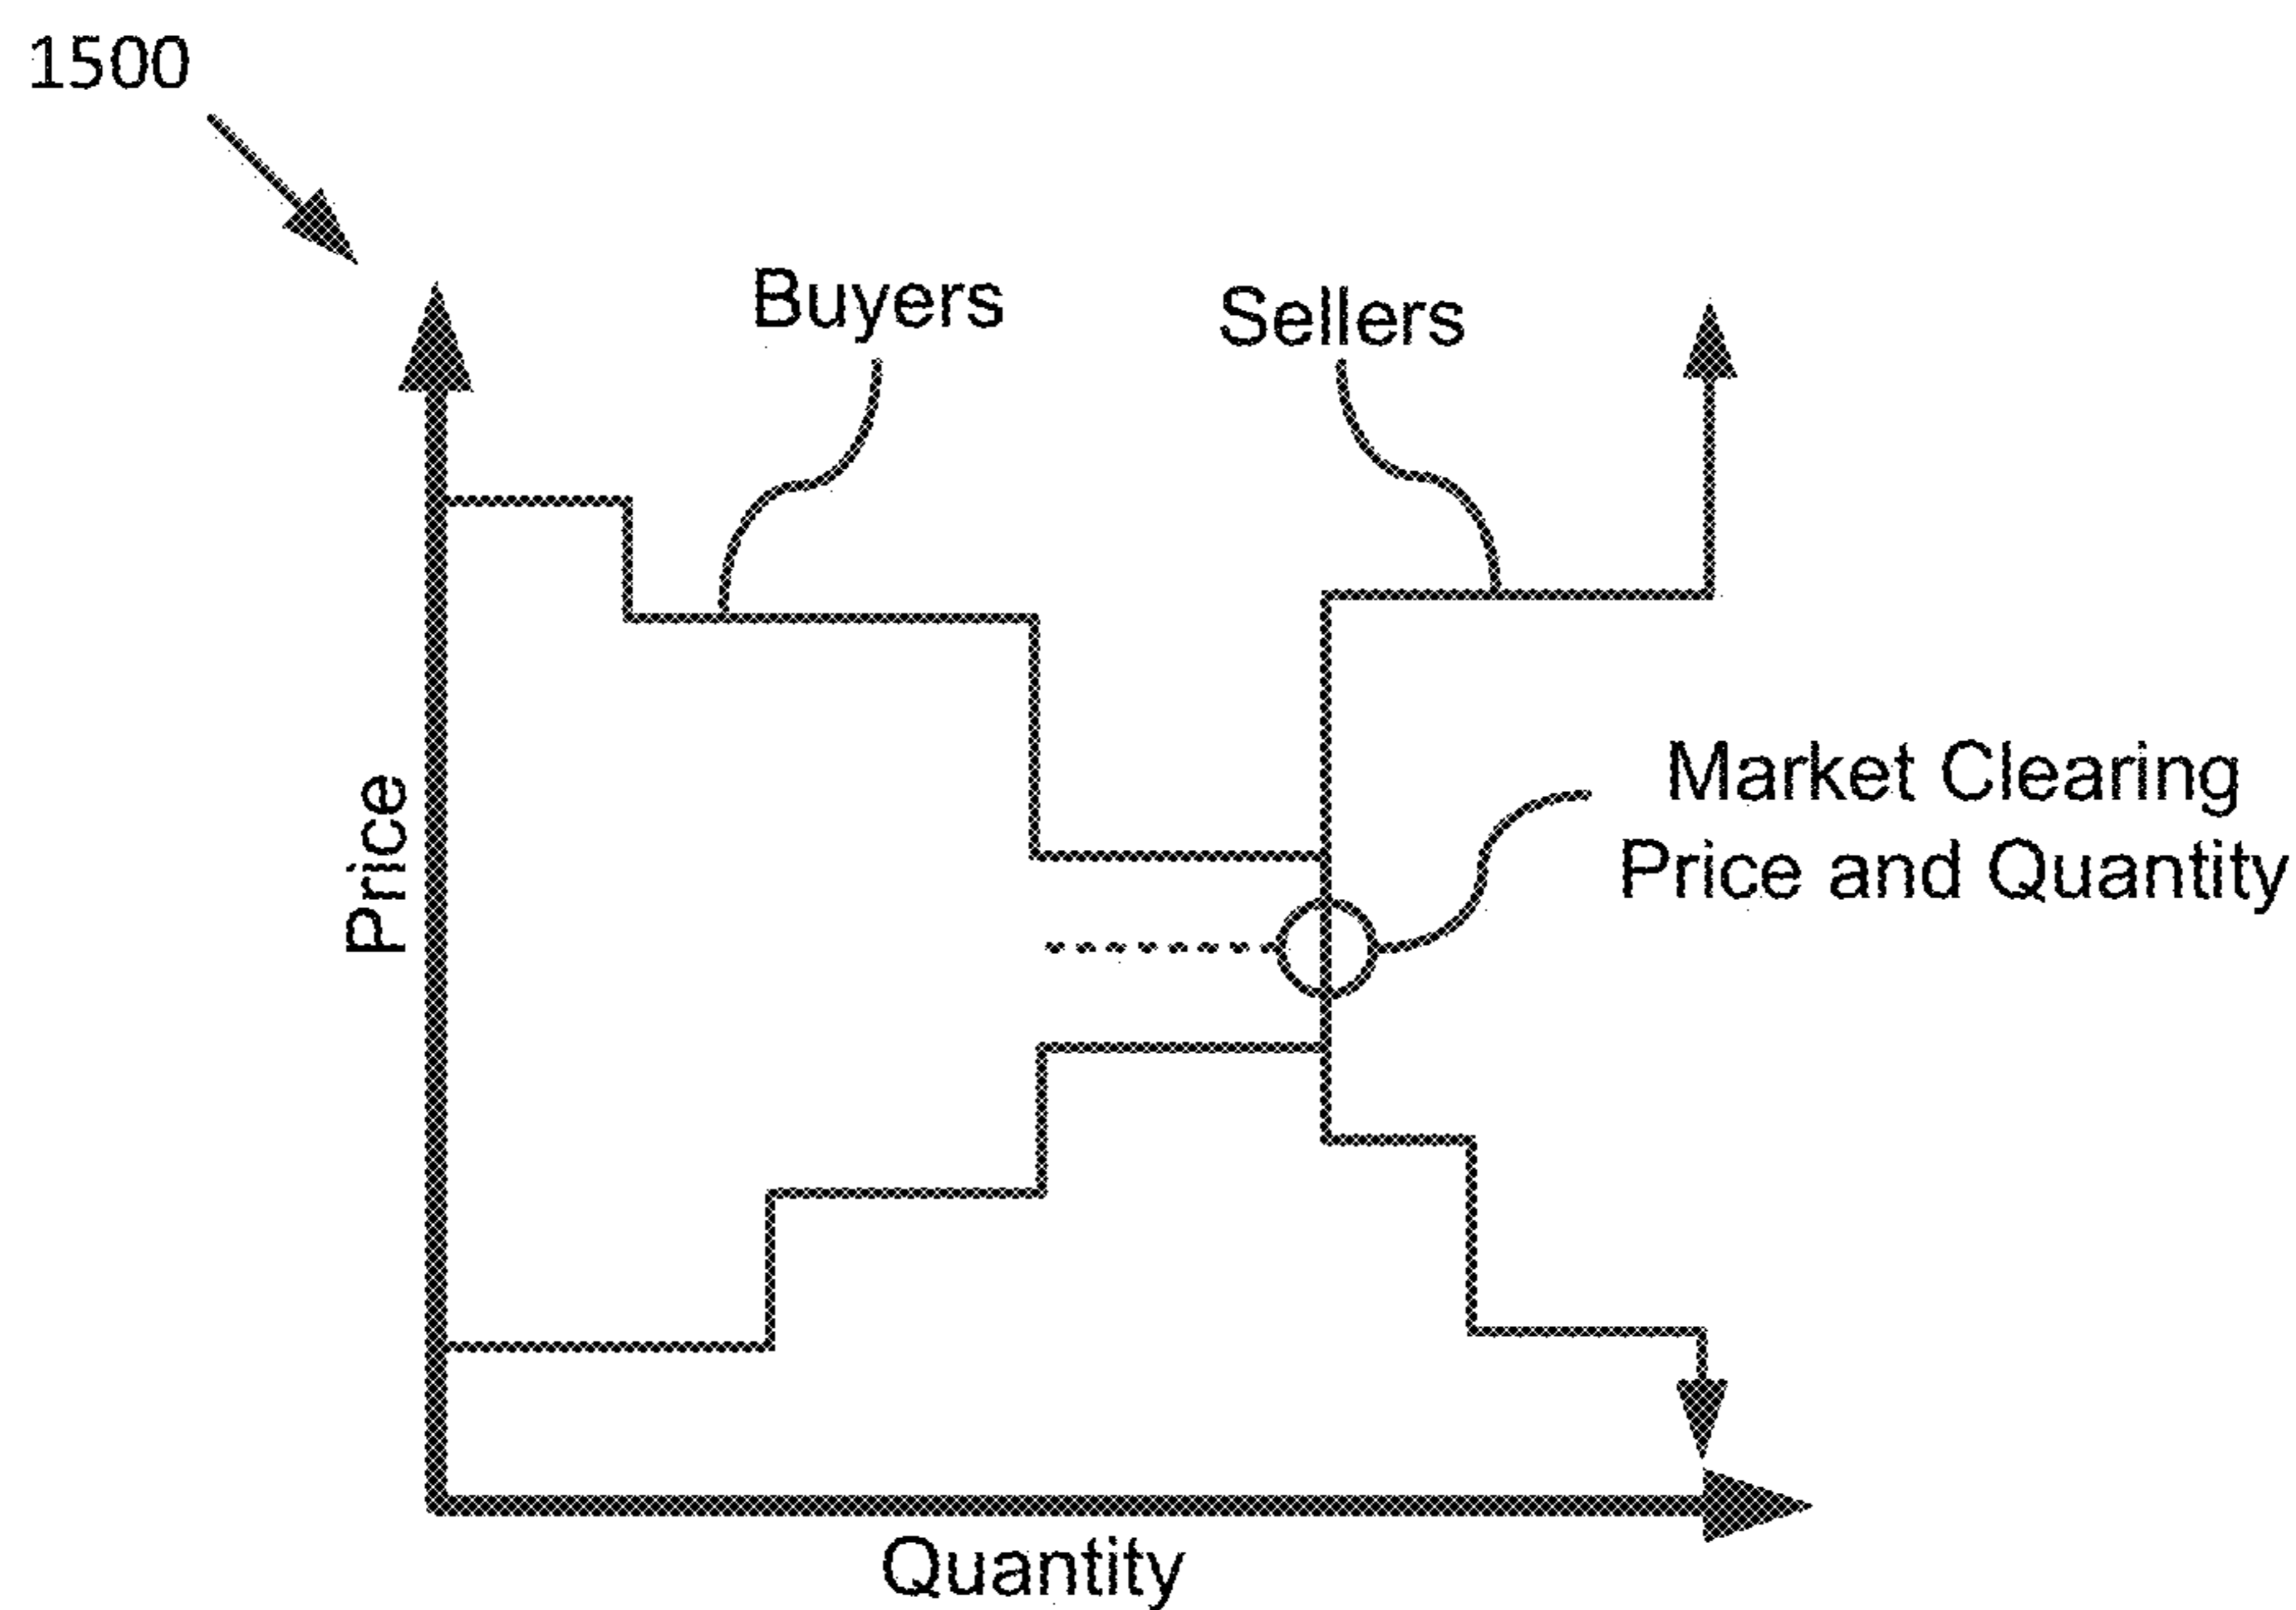 1500
Buyers
Sellers
Price
Market Clearing
Price and Quantity
Quantity